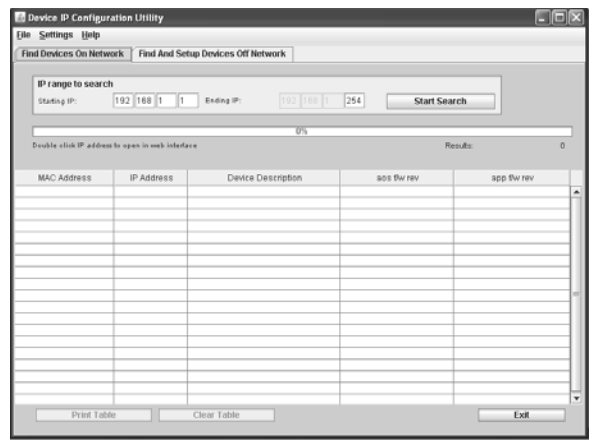 Device IP Configuration Utility
File Settings Help
Find Devices On Network Find And Setup Devices Off Network
IP range to search
Starting IP: 192 168 1 1 Ending IP: 192 168 1 254 Start Search
0%
Double click IP address to open in web interface Results: 0
MAC Address IP Address Device Description aos f/w rev app f/w rev
Print Table Clear Table Exit